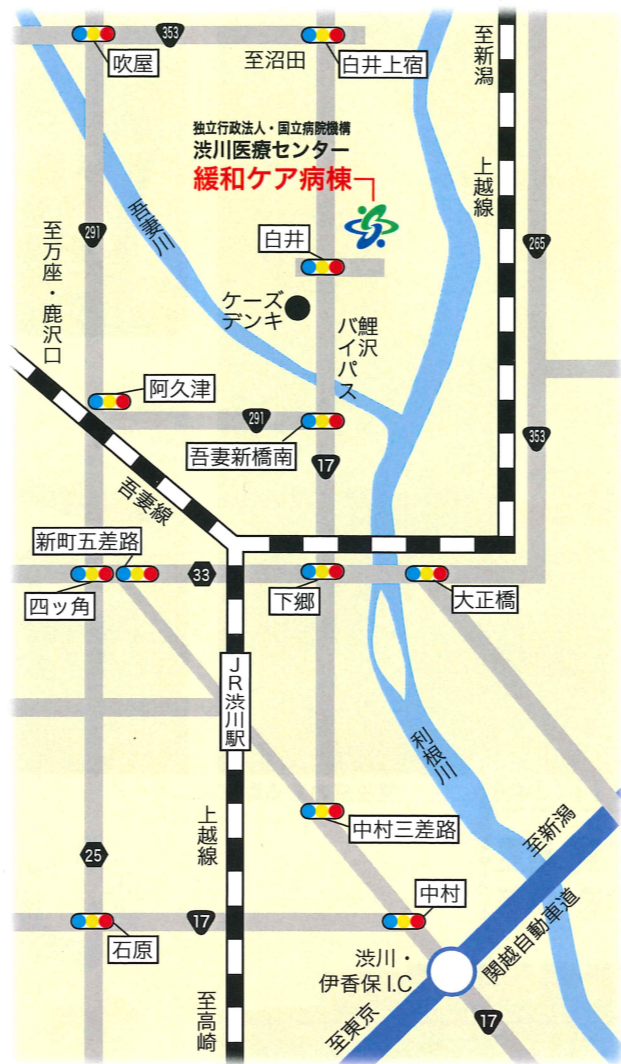 353
吹屋
至沼田
白井上宿
至新潟
独立行政法人・国立病院機構
渋川医療センター
緩和ケア病棟
上越線
吾妻川
291
至万座・鹿沢口
白井
265
ケーズ
デンキ
鯉沢
バイパス
阿久津
291
吾妻新橋南
17
353
吾妻線
新町五差路
四ッ角
33
下郷
大正橋
JR渋川駅
利根川
上越線
中村三差路
至新潟
25
石原
17
中村
関越自動車道
渋川・
伊香保I.C
至高崎
至東京
17